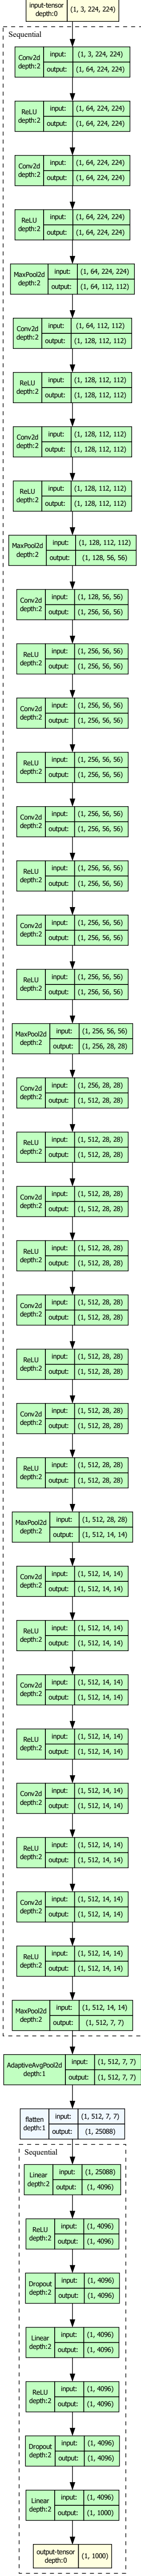 input-tensor
depth:0
(1, 3, 224, 224)
Sequential
Conv2d
depth:2
input:
(1, 3, 224, 224)
output:
(1, 64, 224, 224)
ReLU
depth:2
input:
(1, 64, 224, 224)
output:
(1, 64, 224, 224)
Conv2d
depth:2
input:
(1, 64, 224, 224)
output:
(1, 64, 224, 224)
ReLU
depth:2
input:
(1, 64, 224, 224)
output:
(1, 64, 224, 224)
MaxPool2d
depth:2
input:
(1, 64, 224, 224)
output:
(1, 64, 112, 112)
Conv2d
depth:2
input:
(1, 64, 112, 112)
output:
(1, 128, 112, 112)
ReLU
depth:2
input:
(1, 128, 112, 112)
output:
(1, 128, 112, 112)
Conv2d
depth:2
input:
(1, 128, 112, 112)
output:
(1, 128, 112, 112)
ReLU
depth:2
input:
(1, 128, 112, 112)
output:
(1, 128, 112, 112)
MaxPool2d
depth:2
input:
(1, 128, 112, 112)
output:
(1, 128, 56, 56)
Conv2d
depth:2
input:
(1, 128, 56, 56)
output:
(1, 256, 56, 56)
ReLU
depth:2
input:
(1, 256, 56, 56)
output:
(1, 256, 56, 56)
Conv2d
depth:2
input:
(1, 256, 56, 56)
output:
(1, 256, 56, 56)
ReLU
depth:2
input:
(1, 256, 56, 56)
output:
(1, 256, 56, 56)
Conv2d
depth:2
input:
(1, 256, 56, 56)
output:
(1, 256, 56, 56)
ReLU
depth:2
input:
(1, 256, 56, 56)
output:
(1, 256, 56, 56)
Conv2d
depth:2
input:
(1, 256, 56, 56)
output:
(1, 256, 56, 56)
ReLU
depth:2
input:
(1, 256, 56, 56)
output:
(1, 256, 56, 56)
MaxPool2d
depth:2
input:
(1, 256, 56, 56)
output:
(1, 256, 28, 28)
Conv2d
depth:2
input:
(1, 256, 28, 28)
output:
(1, 512, 28, 28)
ReLU
depth:2
input:
(1, 512, 28, 28)
output:
(1, 512, 28, 28)
Conv2d
depth:2
input:
(1, 512, 28, 28)
output:
(1, 512, 28, 28)
ReLU
depth:2
input:
(1, 512, 28, 28)
output:
(1, 512, 28, 28)
Conv2d
depth:2
input:
(1, 512, 28, 28)
output:
(1, 512, 28, 28)
ReLU
depth:2
input:
(1, 512, 28, 28)
output:
(1, 512, 28, 28)
Conv2d
depth:2
input:
(1, 512, 28, 28)
output:
(1, 512, 28, 28)
ReLU
depth:2
input:
(1, 512, 28, 28)
output:
(1, 512, 28, 28)
MaxPool2d
depth:2
input:
(1, 512, 28, 28)
output:
(1, 512, 14, 14)
Conv2d
depth:2
input:
(1, 512, 14, 14)
output:
(1, 512, 14, 14)
ReLU
depth:2
input:
(1, 512, 14, 14)
output:
(1, 512, 14, 14)
Conv2d
depth:2
input:
(1, 512, 14, 14)
output:
(1, 512, 14, 14)
ReLU
depth:2
input:
(1, 512, 14, 14)
output:
(1, 512, 14, 14)
Conv2d
depth:2
input:
(1, 512, 14, 14)
output:
(1, 512, 14, 14)
ReLU
depth:2
input:
(1, 512, 14, 14)
output:
(1, 512, 14, 14)
Conv2d
depth:2
input:
(1, 512, 14, 14)
output:
(1, 512, 14, 14)
ReLU
depth:2
input:
(1, 512, 14, 14)
output:
(1, 512, 14, 14)
MaxPool2d
depth:2
input:
(1, 512, 14, 14)
output:
(1, 512, 7, 7)
AdaptiveAvgPool2d
depth:1
input:
(1, 512, 7, 7)
output:
(1, 512, 7, 7)
flatten
depth:1
input:
(1, 512, 7, 7)
output:
(1, 25088)
Sequential
Linear
depth:2
input:
(1, 25088)
output:
(1, 4096)
ReLU
depth:2
input:
(1, 4096)
output:
(1, 4096)
Dropout
depth:2
input:
(1, 4096)
output:
(1, 4096)
Linear
depth:2
input:
(1, 4096)
output:
(1, 4096)
ReLU
depth:2
input:
(1, 4096)
output:
(1, 4096)
Dropout
depth:2
input:
(1, 4096)
output:
(1, 4096)
Linear
depth:2
input:
(1, 4096)
output:
(1, 1000)
output-tensor
depth:0
(1, 1000)